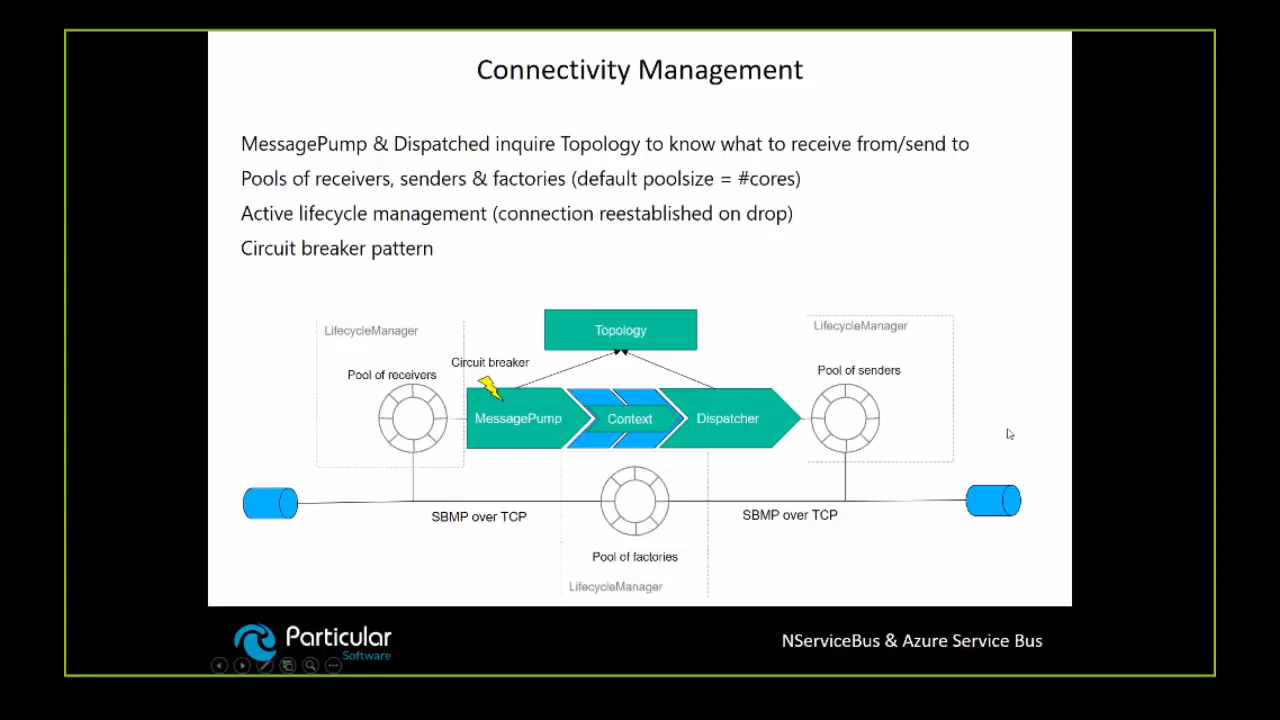 Connectivity Management
MessagePump & Dispatched inquire Topology to know what to receive from/send to
Pools of receivers, senders & factories (default poolsize = #cores)
Active lifecycle management (connection reestablished on drop)
Circuit breaker pattern
LifecycleManager
Topology
LifecycleManager
Circuit breaker
Pool of receivers
Pool of senders
MessagePump
Context
Dispatcher
SBMP over TCP
SBMP over TCP
Pool of factories
LifecycleManager
Particular
Software
NServiceBus & Azure Service Bus